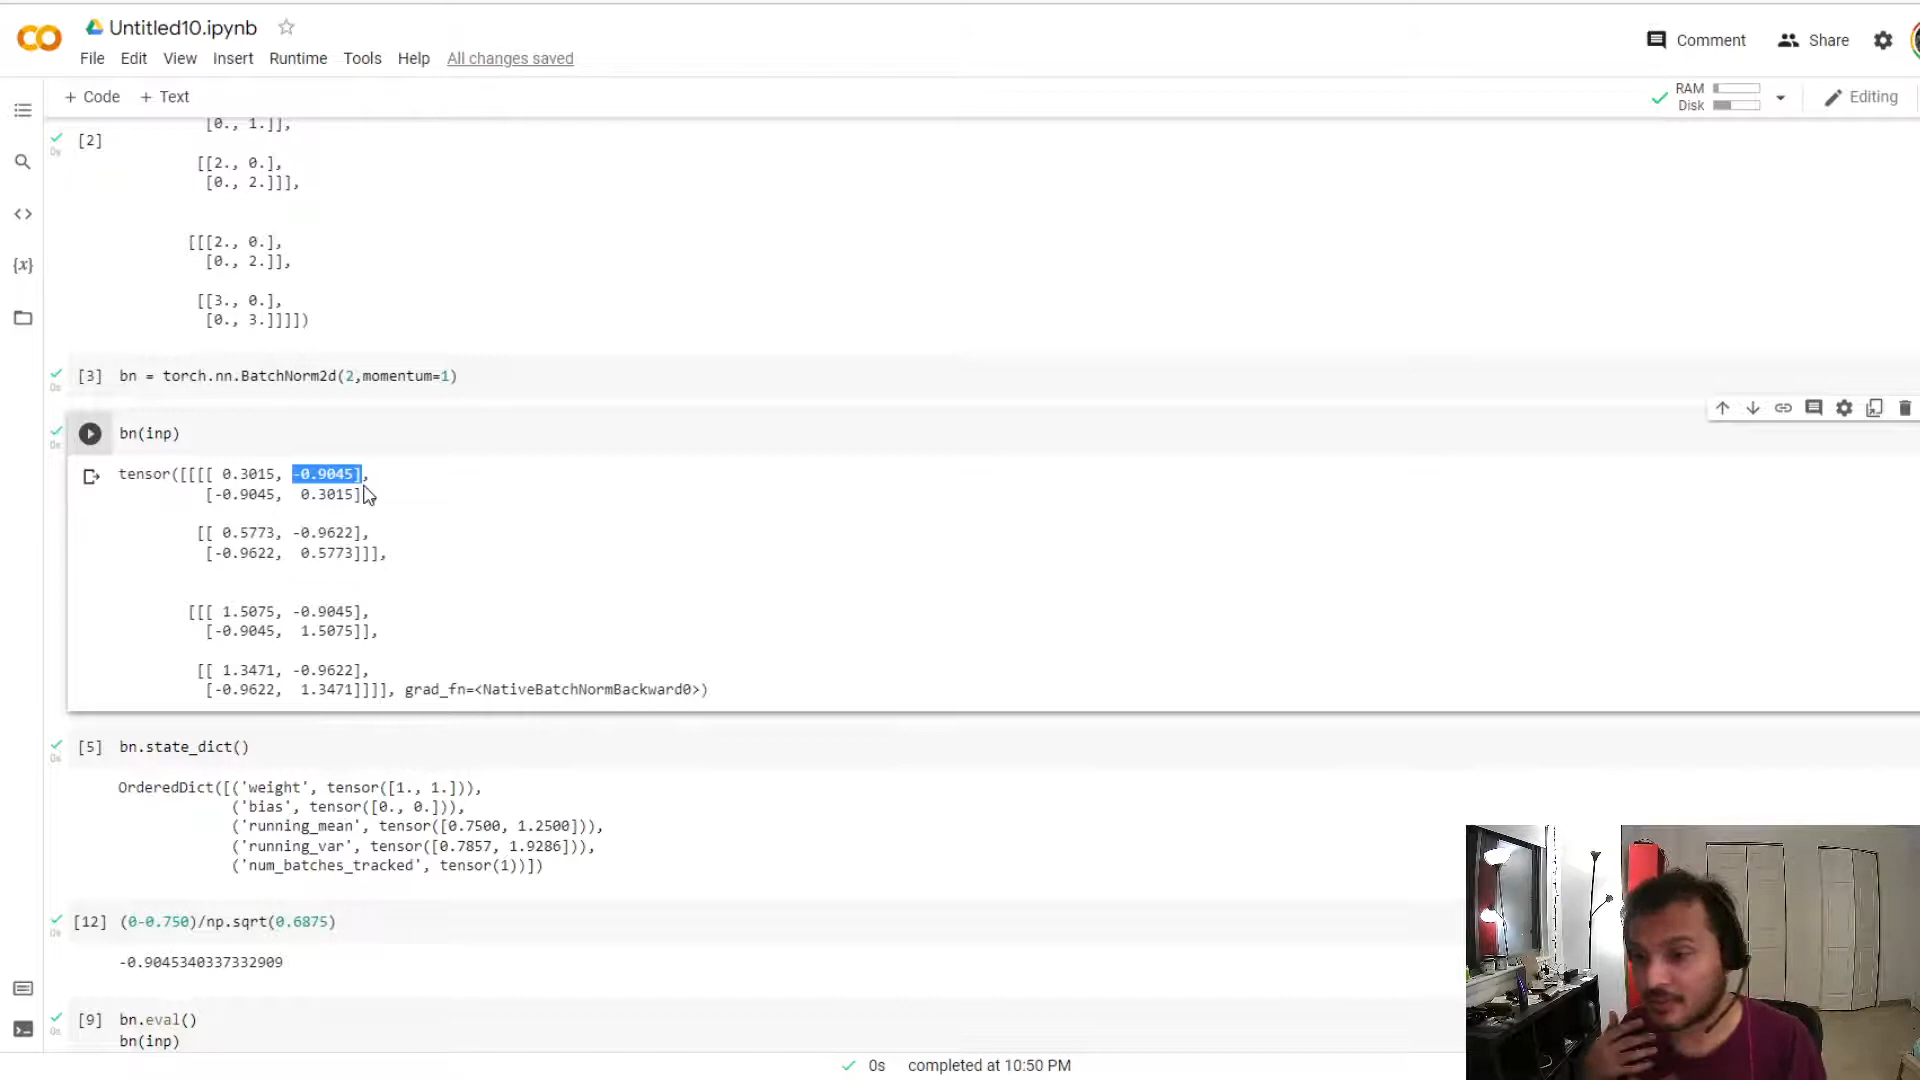 Untitled10.ipynb
File Edit View Insert Runtime Tools Help All changes saved
Comment Share
+ Code + Text
RAM
Disk
Editing
[0., 1.]],
[2]
[[2., 0.],
[0., 2.]]],
[[[2., 0.],
[0., 2.]],
[[3., 0.],
[0., 3.]]]])
[3] bn = torch.nn.BatchNorm2d(2,momentum=1)
0s
bn(inp)
0s
tensor([[[[ 0.3015, -0.9045],
[-0.9045, 0.3015]
[[ 0.5773, -0.9622],
[-0.9622, 0.5773]]],
[[[ 1.5075, -0.9045],
[-0.9045, 1.5075]],
[[ 1.3471, -0.9622],
[-0.9622, 1.3471]]]], grad_fn=<NativeBatchNormBackward0>)
[5] bn.state_dict()
0s
OrderedDict([('weight', tensor([1., 1.])),
('bias', tensor([0., 0.])),
('running_mean', tensor([0.7500, 1.2500])),
('running_var', tensor([0.7857, 1.9286])),
('num_batches_tracked', tensor(1))])
[12] (0-0.750)/np.sqrt(0.6875)
0s
-0.9045340337332909
[9] bn.eval()
0s
bn(inp)
0s completed at 10:50 PM